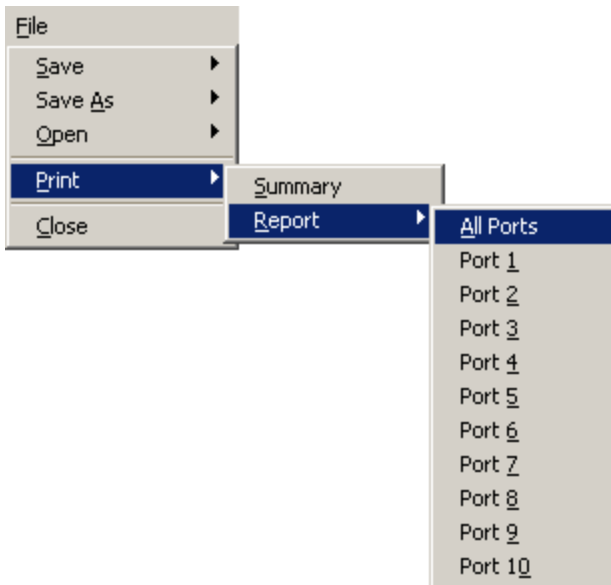 File
Save
Save As
Open
Print
Close
Summary
Report
All Ports
Port 1
Port 2
Port 3
Port 4
Port 5
Port 6
Port 7
Port 8
Port 9
Port 10